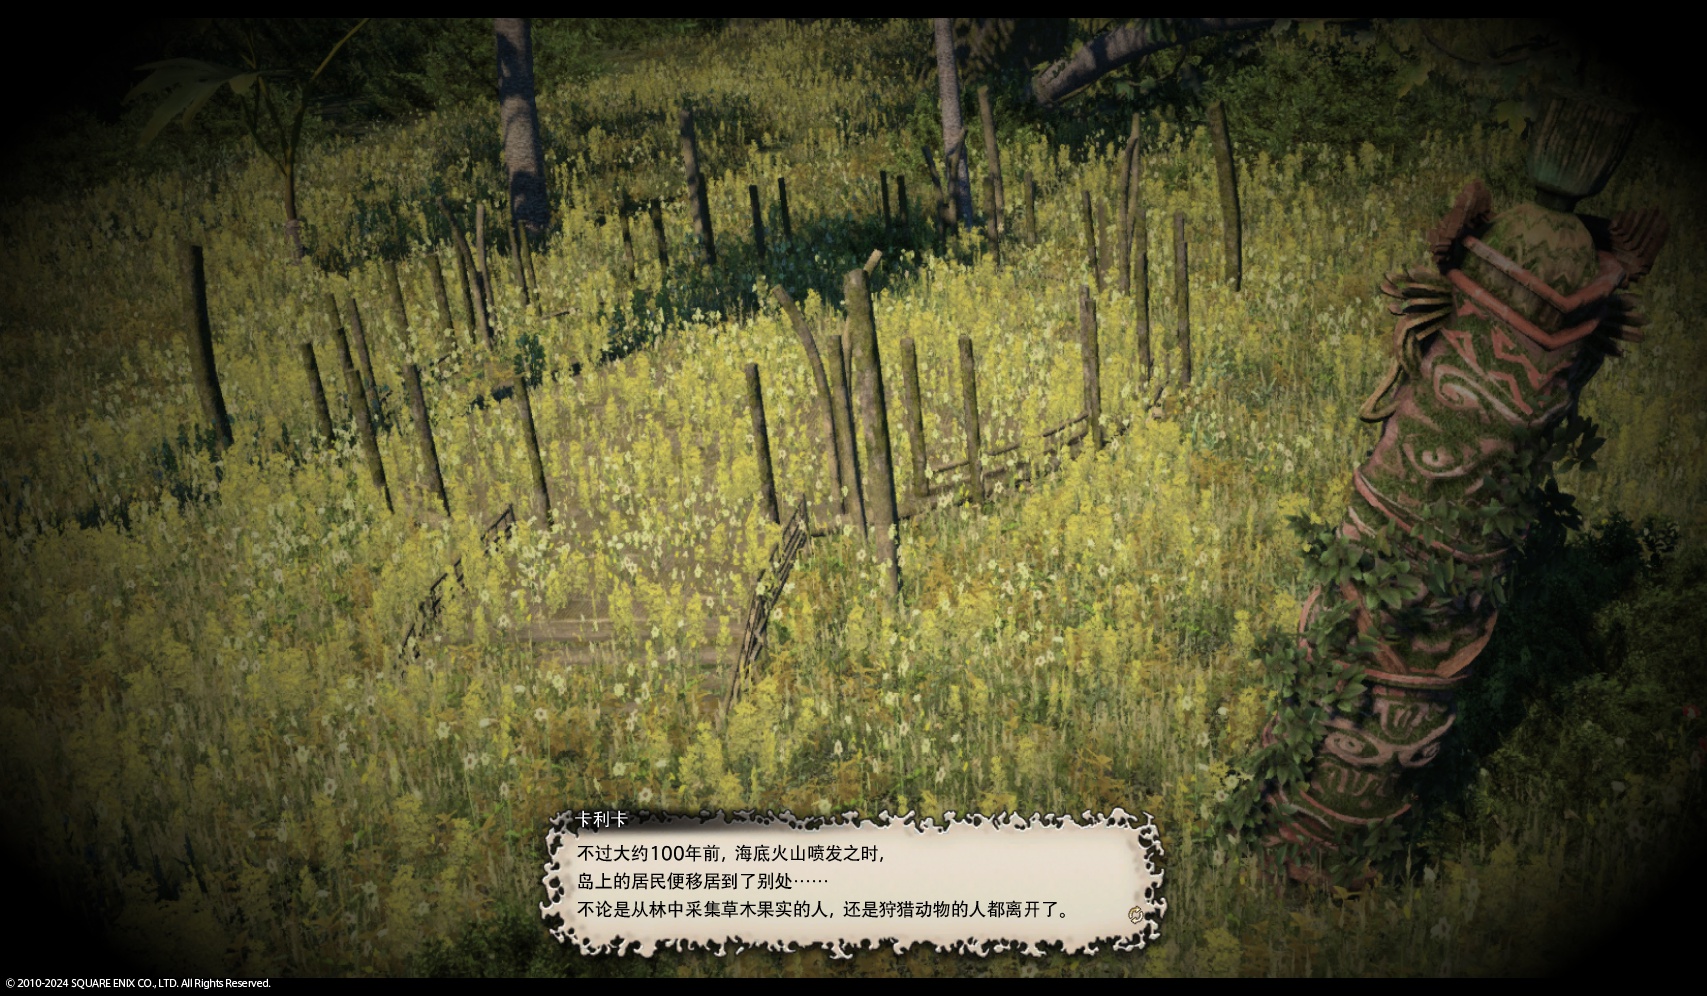 卡利卡
不过大约100年前, 海底火山喷发之时,
岛上的居民便移居到了别处……
不论是从林中采集草木果实的人, 还是狩猎动物的人都离开了。
© 2010-2024 SQUARE ENIX CO., LTD. All Rights Reserved.